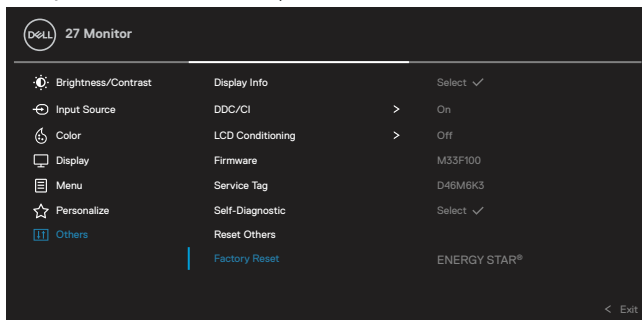 DELL 27 Monitor
Brightness/Contrast Display Info Select ✓
Input Source DDC/CI > On
Color LCD Conditioning > Off
Display Firmware M33F100
Menu Service Tag D46M6K3
Personalize Self-Diagnostic Select ✓
Others Reset Others
Factory Reset ENERGY STAR®
< Exit